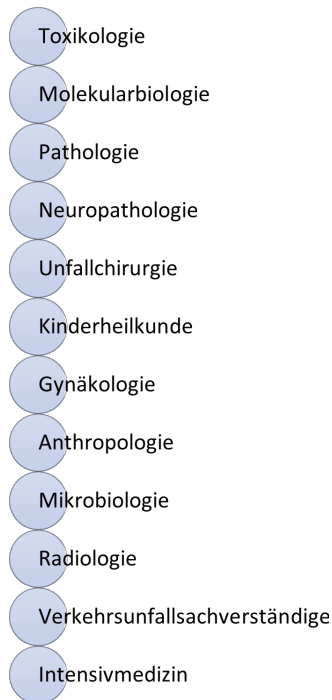 Toxikologie
Molekularbiologie
Pathologie
Neuropathologie
Unfallchirurgie
Kinderheilkunde
Gynäkologie
Anthropologie
Mikrobiologie
Radiologie
Verkehrsunfallsachverständige
Intensivmedizin